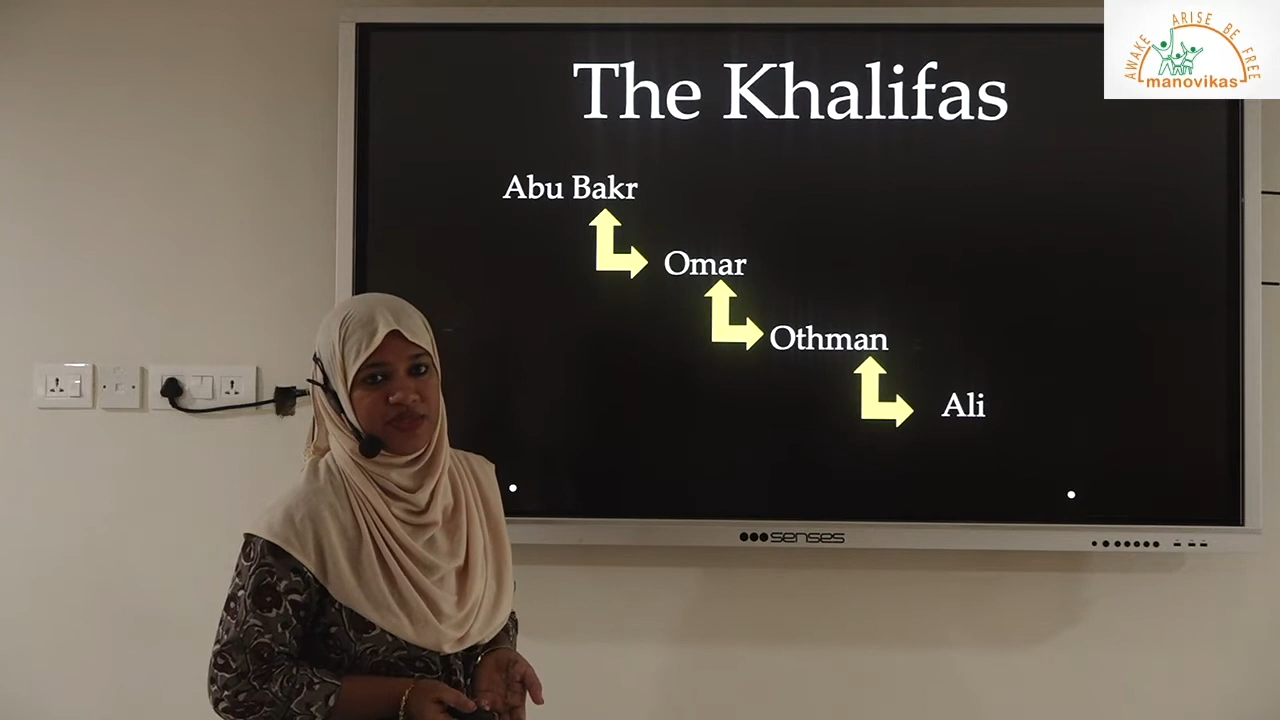 The Khalifas
Abu Bakr
Omar
Othman
Ali
AWAKE ARISE BE FREE
manovikas
senses